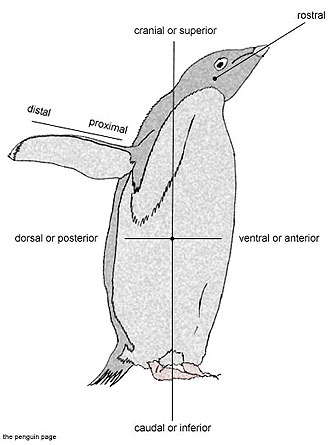 rostral
cranial or superior
distal
proximal
dorsal or posterior
ventral or anterior
caudal or inferior
the penguin page